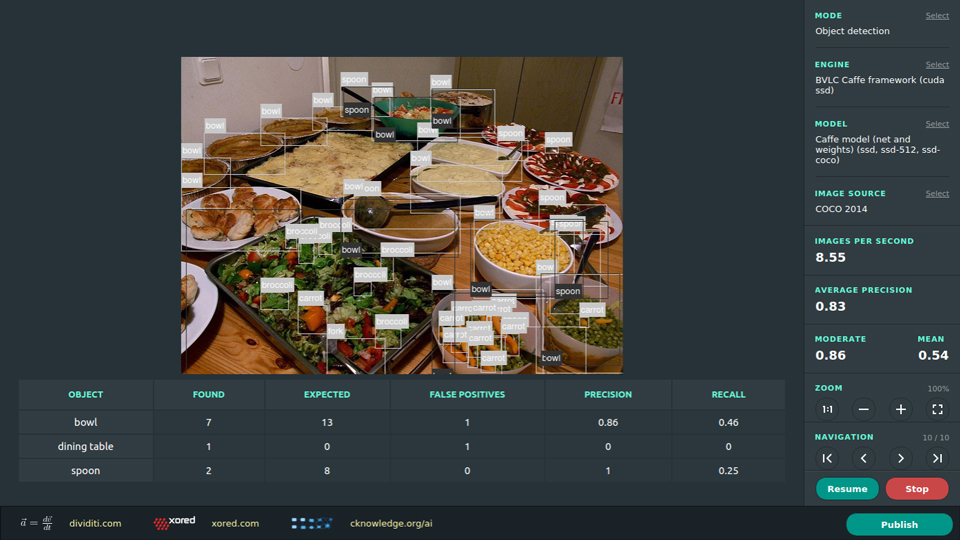 MODE Select
Object detection
ENGINE Select
BVLC Caffe framework (cuda
ssd)
MODEL Select
Caffe model (net and
weights) (ssd, ssd-512, ssd-
coco)
IMAGE SOURCE Select
COCO 2014
IMAGES PER SECOND
8.55
AVERAGE PRECISION
0.83
MODERATE MEAN
0.86 0.54
ZOOM 100%
1:1
NAVIGATION 10 / 10
Resume Stop
Publish
spoon
bowl
bowl
bowl
spoon
bowl
bowl
bowl
bowl
bowl
spoon
spoon
bowl
bowl
bowl
bowl
spoon
bowl
spoon
broccoli
broccoli
bowl
broccoli
bow
broccoli
bowl
broccoli
bowl
spoon
carrot
carrot
carrot
carrot
broccoli
carrot
fork
carrot
carrot
bowl
OBJECT FOUND EXPECTED FALSE POSITIVES PRECISION RECALL
bowl 7 13 1 0.86 0.46
dining table 1 0 1 0 0
spoon 2 8 0 1 0.25
dividiti.com xored xored.com cknowledge.org/ai